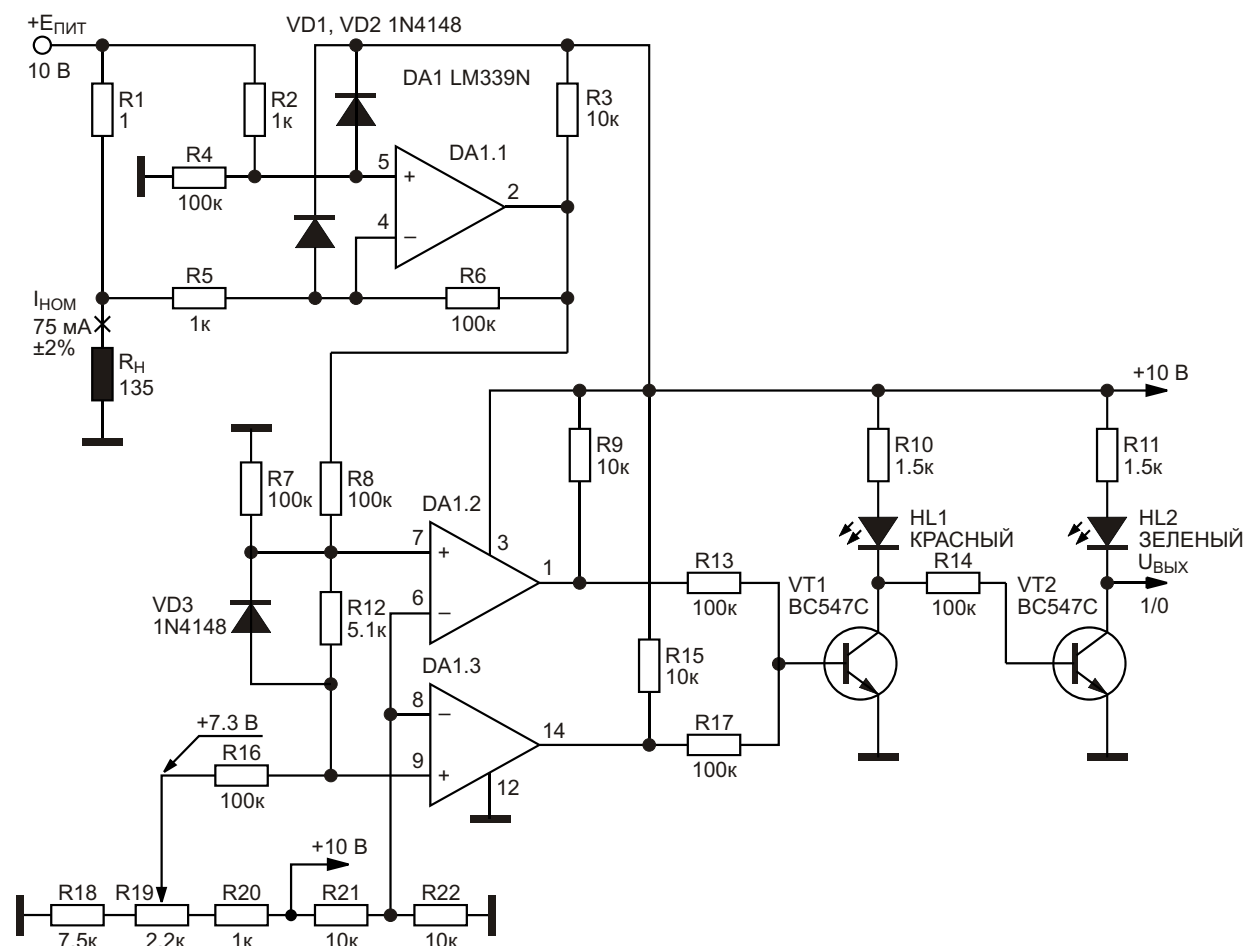 +EПИТ
10 В
VD1, VD2 1N4148
DA1 LM339N
R1
1
R2
1к
R3
10к
R4
100к
DA1.1
5
+
2
4
–
R5
1к
R6
100к
IНОМ
75 мА
±2%
RН
135
+10 В
R7
100к
R8
100к
R9
10к
R10
1.5к
R11
1.5к
DA1.2
7
+
3
1
6
–
HL1
КРАСНЫЙ
HL2
ЗЕЛЕНЫЙ
UВЫХ
1/0
R13
100к
R14
100к
VT1
BC547C
VT2
BC547C
VD3
1N4148
R12
5.1к
DA1.3
8
–
14
9
+
12
R15
10к
R17
100к
+7.3 В
R16
100к
+10 В
R18
7.5к
R19
2.2к
R20
1к
R21
10к
R22
10к